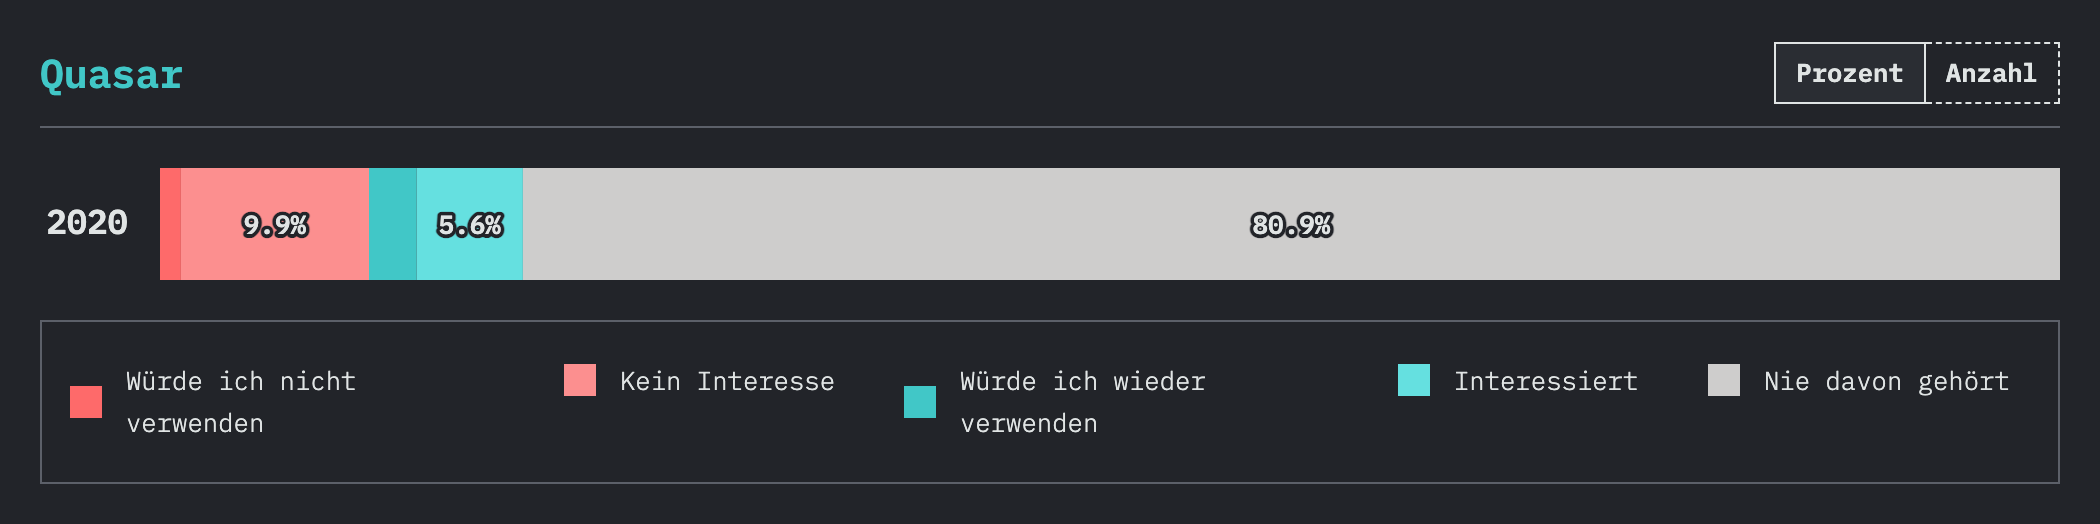 Quasar
Prozent
Anzahl
2020
9.9%
5.6%
80.9%
Würde ich nicht
verwenden
Kein Interesse
Würde ich wieder
verwenden
Interessiert
Nie davon gehört